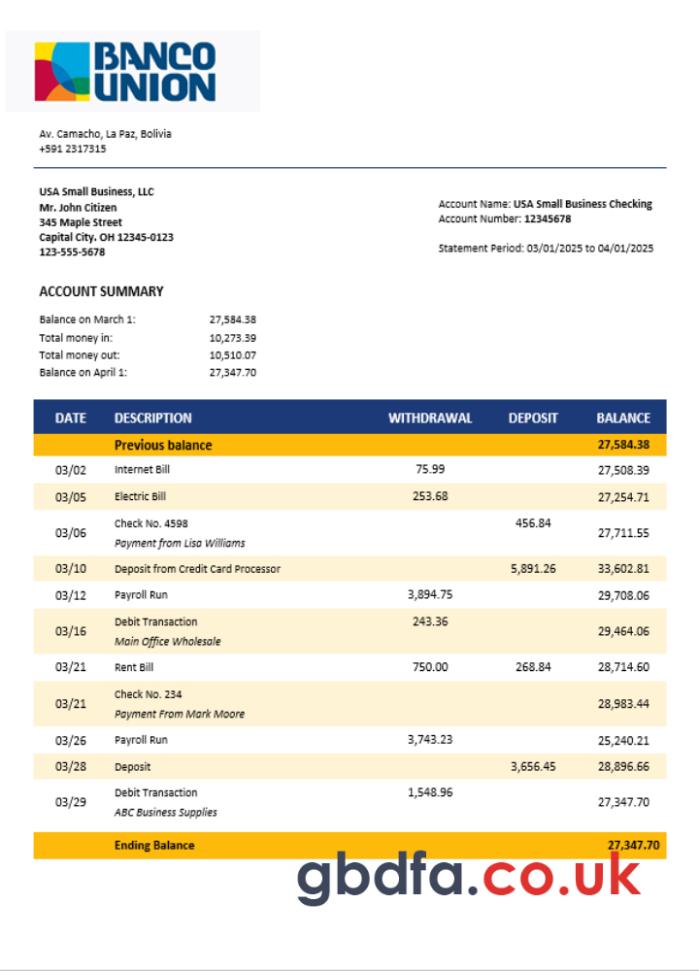 BANCO
UNION
Av. Camacho, La Paz, Bolivia
+591 2317315
USA Small Business, LLC
Mr. John Citizen
345 Maple Street
Capital City. OH 12345-0123
123-555-5678
Account Name: USA Small Business Checking
Account Number: 12345678
Statement Period: 03/01/2025 to 04/01/2025
ACCOUNT SUMMARY
Balance on March 1: 27,584.38
Total money in: 10,273.39
Total money out: 10,510.07
Balance on April 1: 27,347.70
DATE DESCRIPTION WITHDRAWAL DEPOSIT BALANCE
Previous balance 27,584.38
03/02 Internet Bill 75.99 27,508.39
03/05 Electric Bill 253.68 27,254.71
03/06 Check No. 4598 456.84 27,711.55
Payment from Lisa Williams
03/10 Deposit from Credit Card Processor 5,891.26 33,602.81
03/12 Payroll Run 3,894.75 29,708.06
03/16 Debit Transaction 243.36 29,464.06
Main Office Wholesale
03/21 Rent Bill 750.00 268.84 28,714.60
03/21 Check No. 234 28,983.44
Payment From Mark Moore
03/26 Payroll Run 3,743.23 25,240.21
03/28 Deposit 3,656.45 28,896.66
03/29 Debit Transaction 1,548.96 27,347.70
ABC Business Supplies
Ending Balance 27,347.70
gbdfa.co.uk